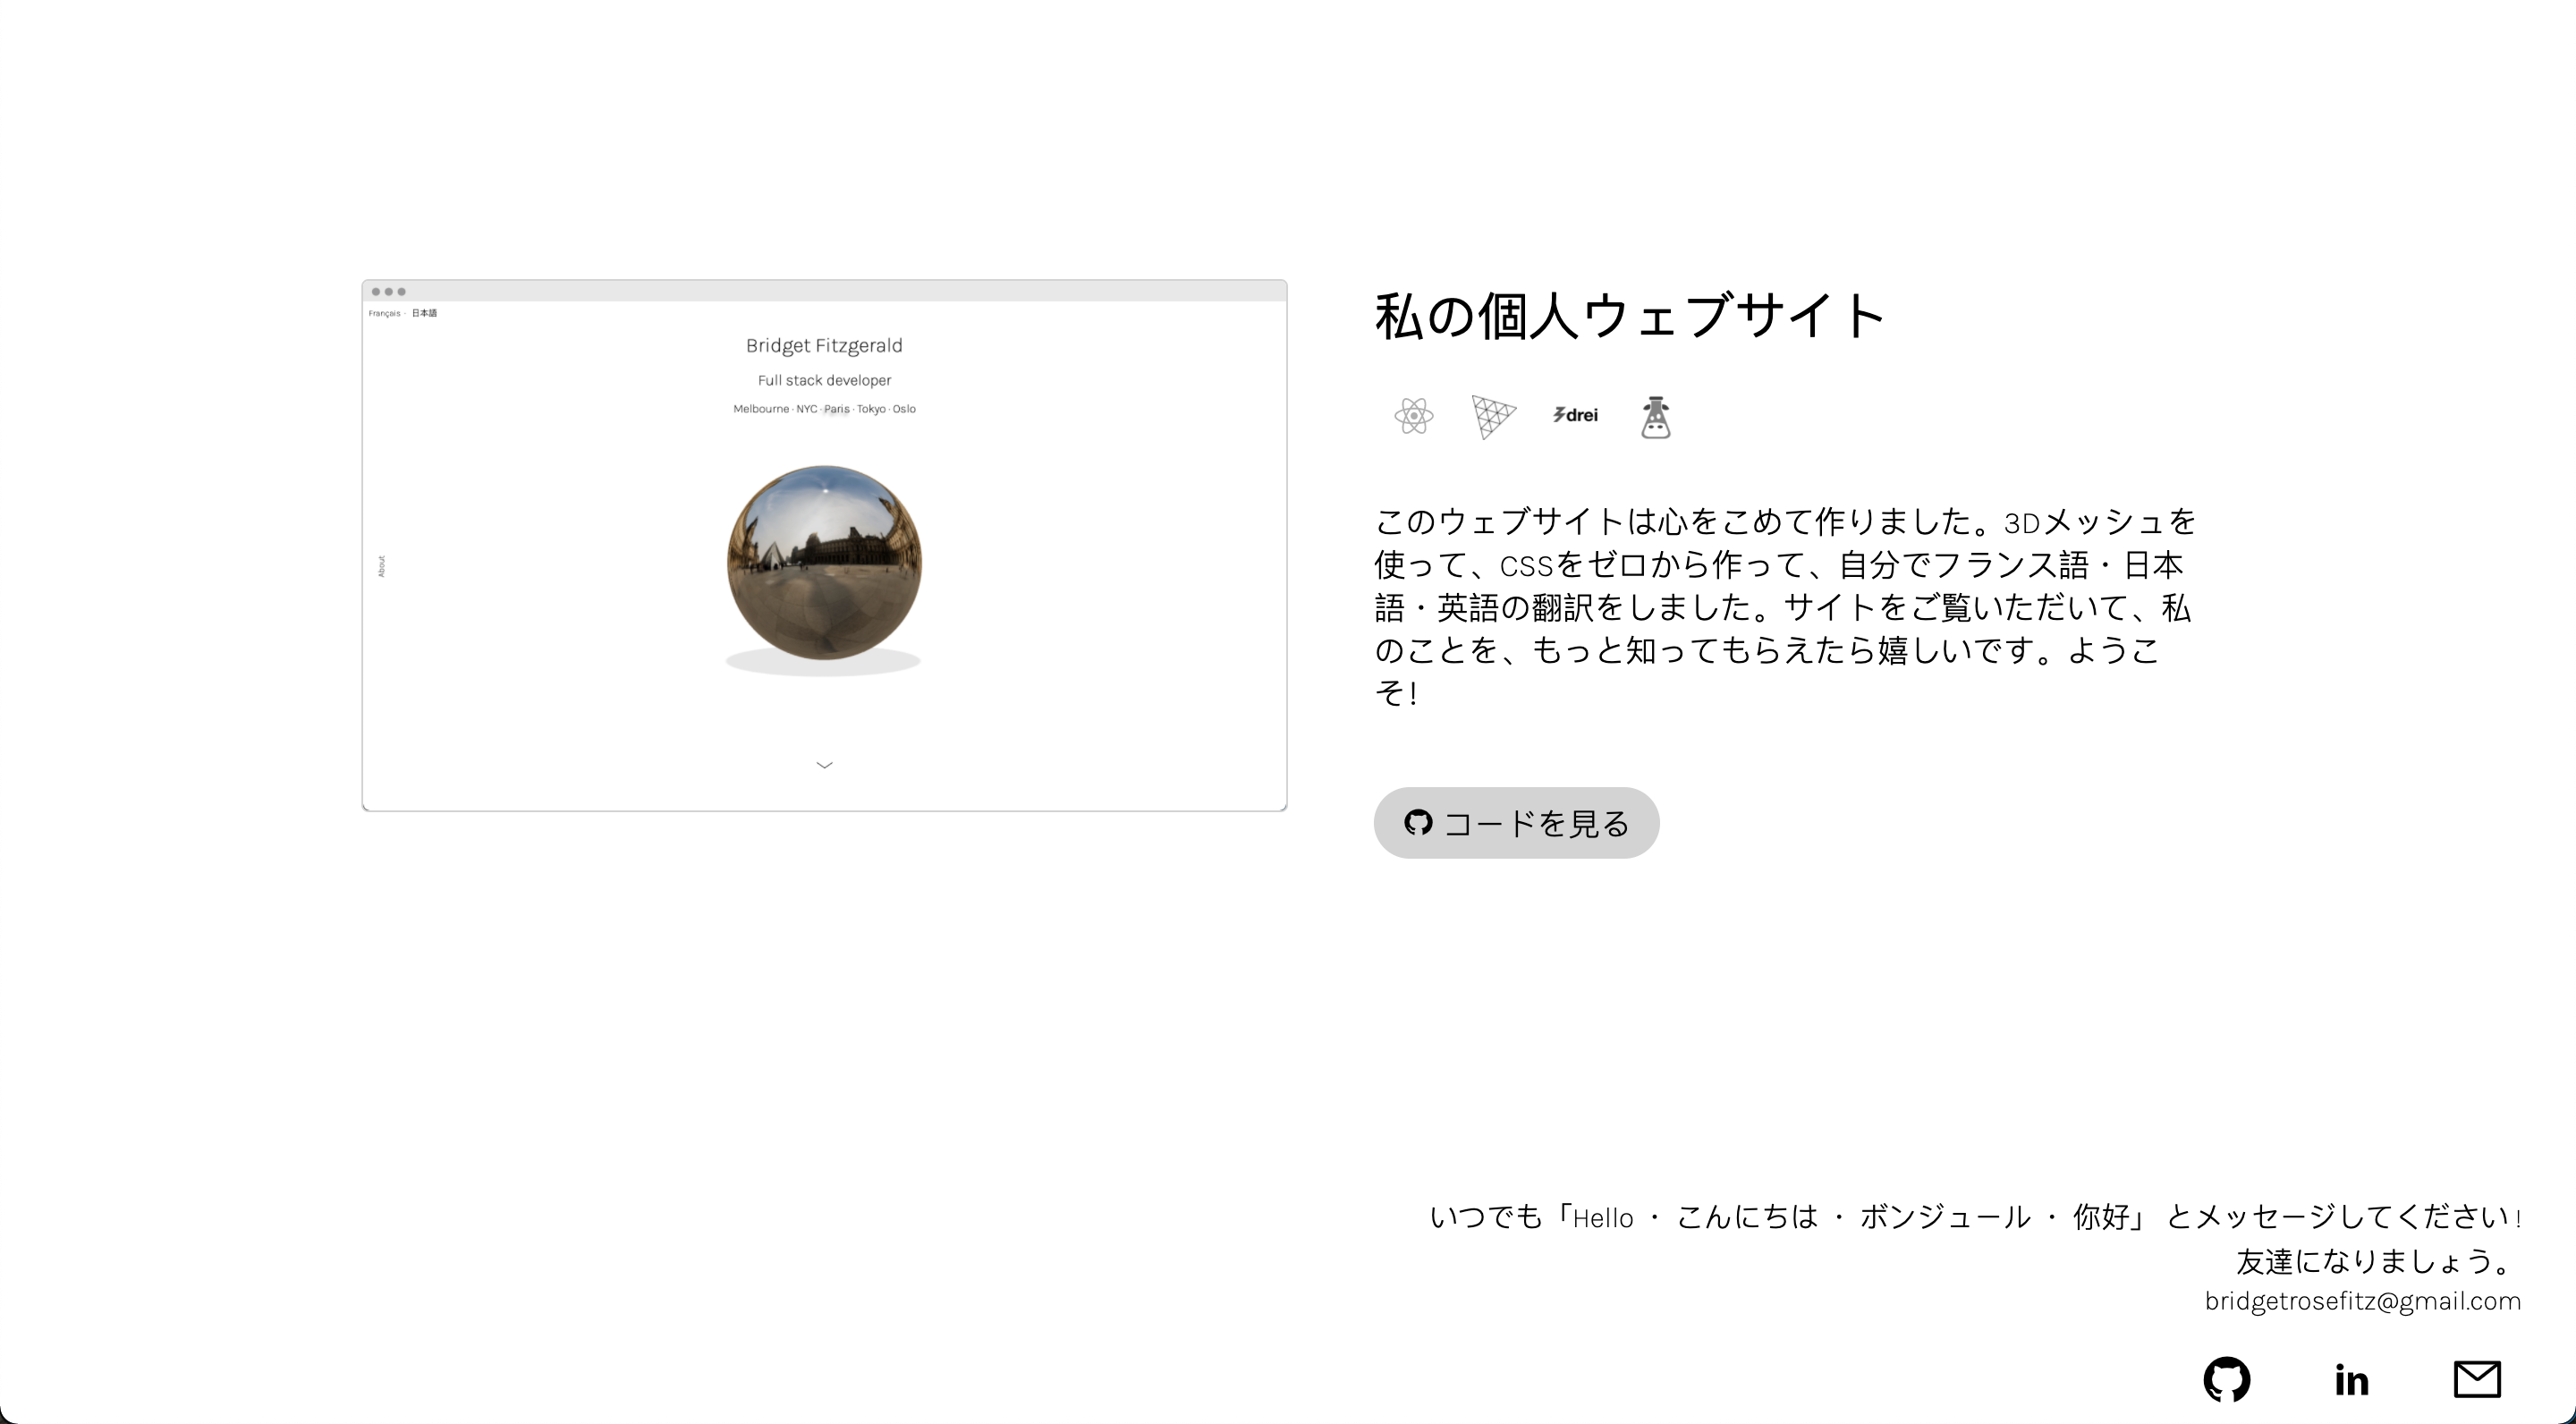 Français · 日本語
Bridget Fitzgerald
Full stack developer
Melbourne · NYC · Paris · Tokyo · Oslo
About
私の個人ウェブサイト
drei
このウェブサイトは心をこめて作りました。3Dメッシュを
使って、CSSをゼロから作って、自分でフランス語・日本
語・英語の翻訳をしました。サイトをご覧いただいて、私
のことを、もっと知ってもらえたら嬉しいです。ようこ
そ!
コードを見る
いつでも「Hello ・ こんにちは ・ ボンジュール ・ 你好」 とメッセージしてください!
友達になりましょう。
bridgetrosefitz@gmail.com
in